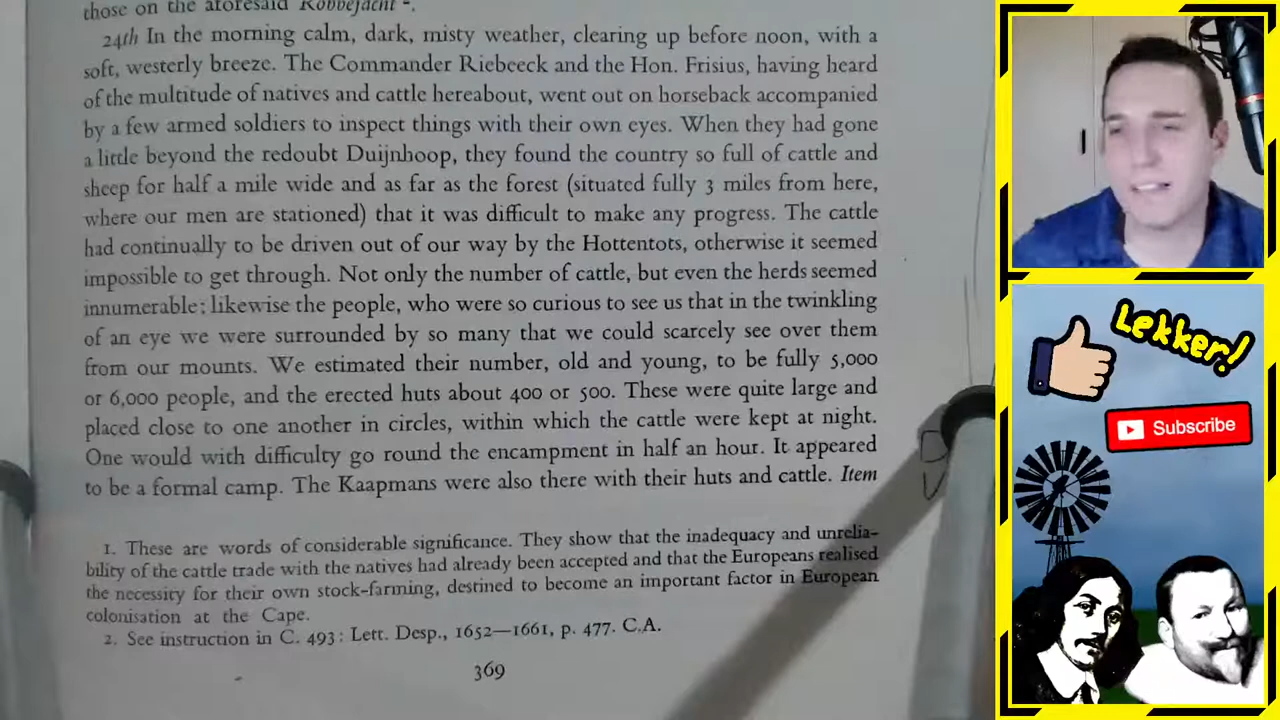 those on the aforesaid Robbejacht ².
24th In the morning calm, dark, misty weather, clearing up before noon, with a
soft, westerly breeze. The Commander Riebeeck and the Hon. Frisius, having heard
of the multitude of natives and cattle hereabout, went out on horseback accompanied
by a few armed soldiers to inspect things with their own eyes. When they had gone
a little beyond the redoubt Duijnhoop, they found the country so full of cattle and
sheep for half a mile wide and as far as the forest (situated fully 3 miles from here,
where our men are stationed) that it was difficult to make any progress. The cattle
had continually to be driven out of our way by the Hottentots, otherwise it seemed
impossible to get through. Not only the number of cattle, but even the herds seemed
innumerable; likewise the people, who were so curious to see us that in the twinkling
of an eye we were surrounded by so many that we could scarcely see over them
from our mounts. We estimated their number, old and young, to be fully 5,000
or 6,000 people, and the erected huts about 400 or 500. These were quite large and
placed close to one another in circles, within which the cattle were kept at night.
One would with difficulty go round the encampment in half an hour. It appeared
to be a formal camp. The Kaapmans were also there with their huts and cattle. Item
1. These are words of considerable significance. They show that the inadequacy and unrelia-
bility of the cattle trade with the natives had already been accepted and that the Europeans realised
the necessity for their own stock-farming, destined to become an important factor in European
colonisation at the Cape.
2. See instruction in C. 493: Lett. Desp., 1652—1661, p. 477. C.A.
369
Lekker!
Subscribe